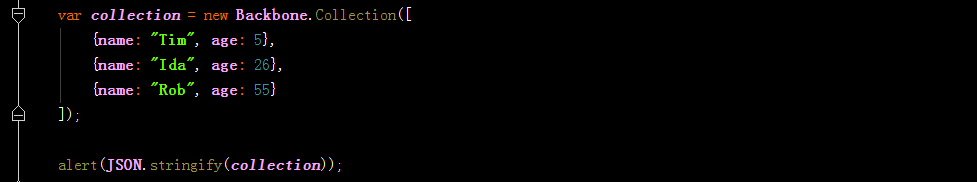 var collection = new Backbone.Collection([
    {name: "Tim", age: 5},
    {name: "Ida", age: 26},
    {name: "Rob", age: 55}
]);
alert(JSON.stringify(collection));